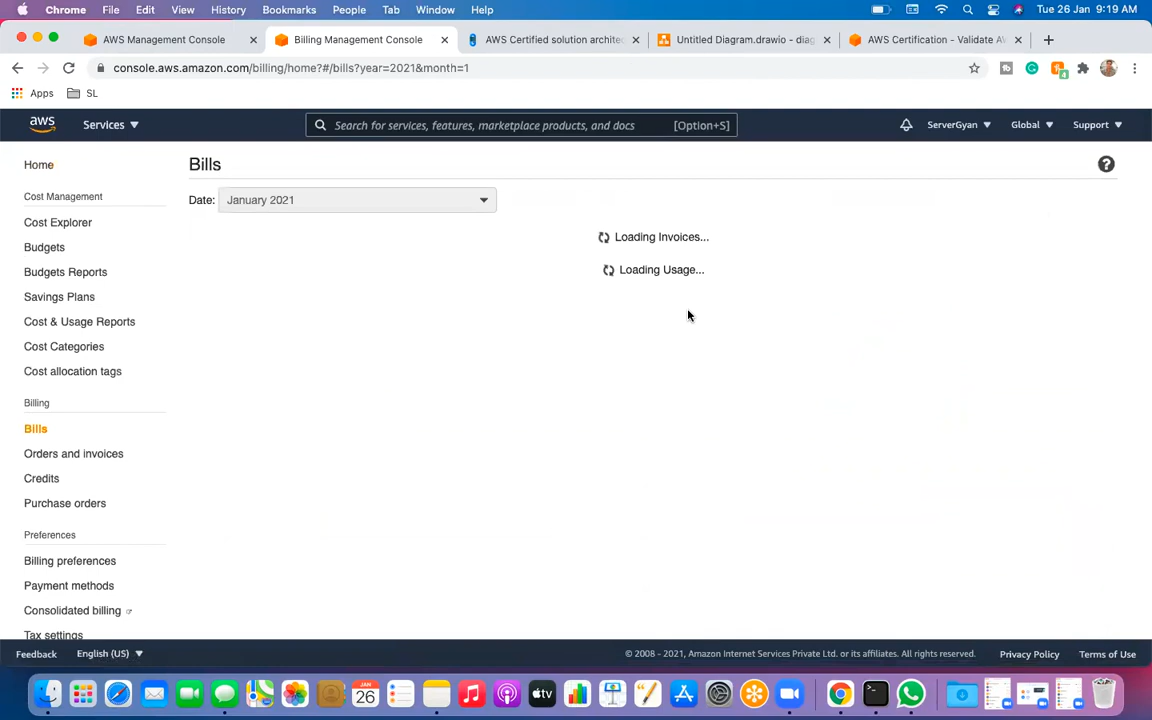 Chrome File Edit View History Bookmarks People Tab Window Help Tue 26 Jan 9:19 AM
AWS Management Console Billing Management Console AWS Certified solution architec Untitled Diagram.drawio - diag AWS Certification - Validate AW
console.aws.amazon.com/billing/home?#/bills?year=2021&month=1
Apps SL
aws Services Search for services, features, marketplace products, and docs [Option+S] ServerGyan Global Support
Home
Bills
Cost Management
Date: January 2021
Cost Explorer
Loading Invoices...
Budgets
Loading Usage...
Budgets Reports
Savings Plans
Cost & Usage Reports
Cost Categories
Cost allocation tags
Billing
Bills
Orders and invoices
Credits
Purchase orders
Preferences
Billing preferences
Payment methods
Consolidated billing
Tax settings
Feedback English (US) © 2008 - 2021, Amazon Internet Services Private Ltd. or its affiliates. All rights reserved. Privacy Policy Terms of Use
JAN
26
tv